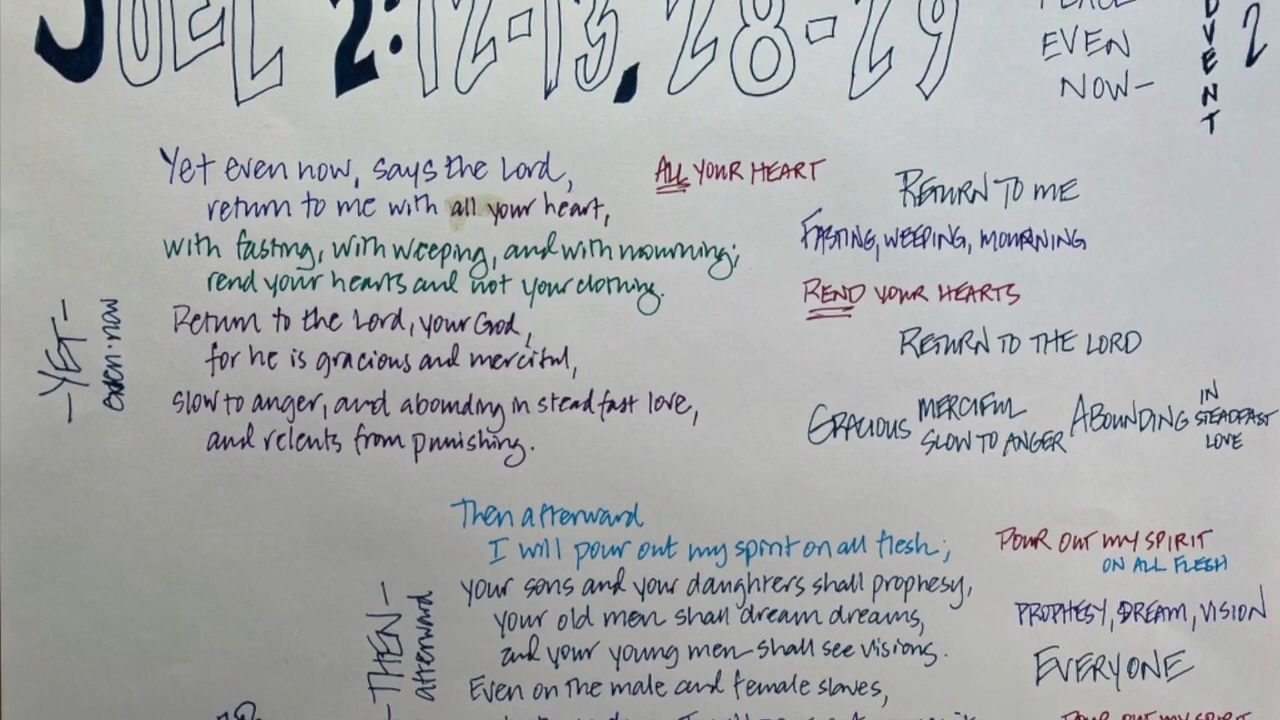 JOEL 2:12-13, 28-29
PEACE
EVEN
NOW-
DVENT
2
Yet even now, says the Lord,
return to me with all your heart,
with fasting, with weeping, and with mourning;
rend your hearts and not your clothing.
Return to the Lord, your God,
for he is gracious and merciful,
slow to anger, and abounding in steadfast love,
and relents from punishing.
-YET-
even now
ALL YOUR HEART
RETURN TO ME
FASTING, WEEPING, MOURNING
REND YOUR HEARTS
RETURN TO THE LORD
GRACIOUS MERCIFUL
SLOW TO ANGER
ABOUNDING IN
STEADFAST
LOVE
Then afterward
I will pour out my spirit on all flesh;
your sons and your daughters shall prophesy,
your old men shall dream dreams,
and your young men shall see visions.
Even on the male and female slaves,
-THEN-
afterward
POUR OUT MY SPIRIT
ON ALL FLESH
PROPHESY, DREAM, VISION
EVERYONE
POUR OUT MY SPIRIT